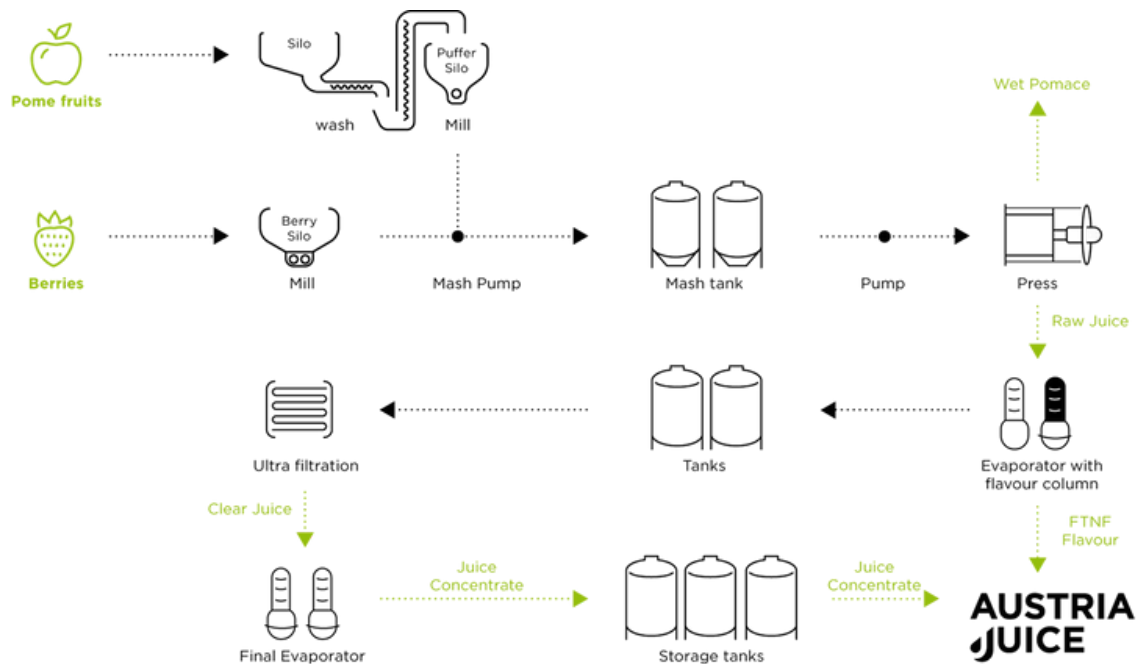 Silo
Puffer
Silo
Pome fruits
wash
Mill
Wet Pomace
Berry
Silo
Berries
Mill
Mash Pump
Mash tank
Pump
Press
Raw Juice
Ultra filtration
Tanks
Evaporator with
flavour column
Clear Juice
FTNF
Flavour
Juice
Concentrate
Juice
Concentrate
AUSTRIA
JUICE
Final Evaporator
Storage tanks